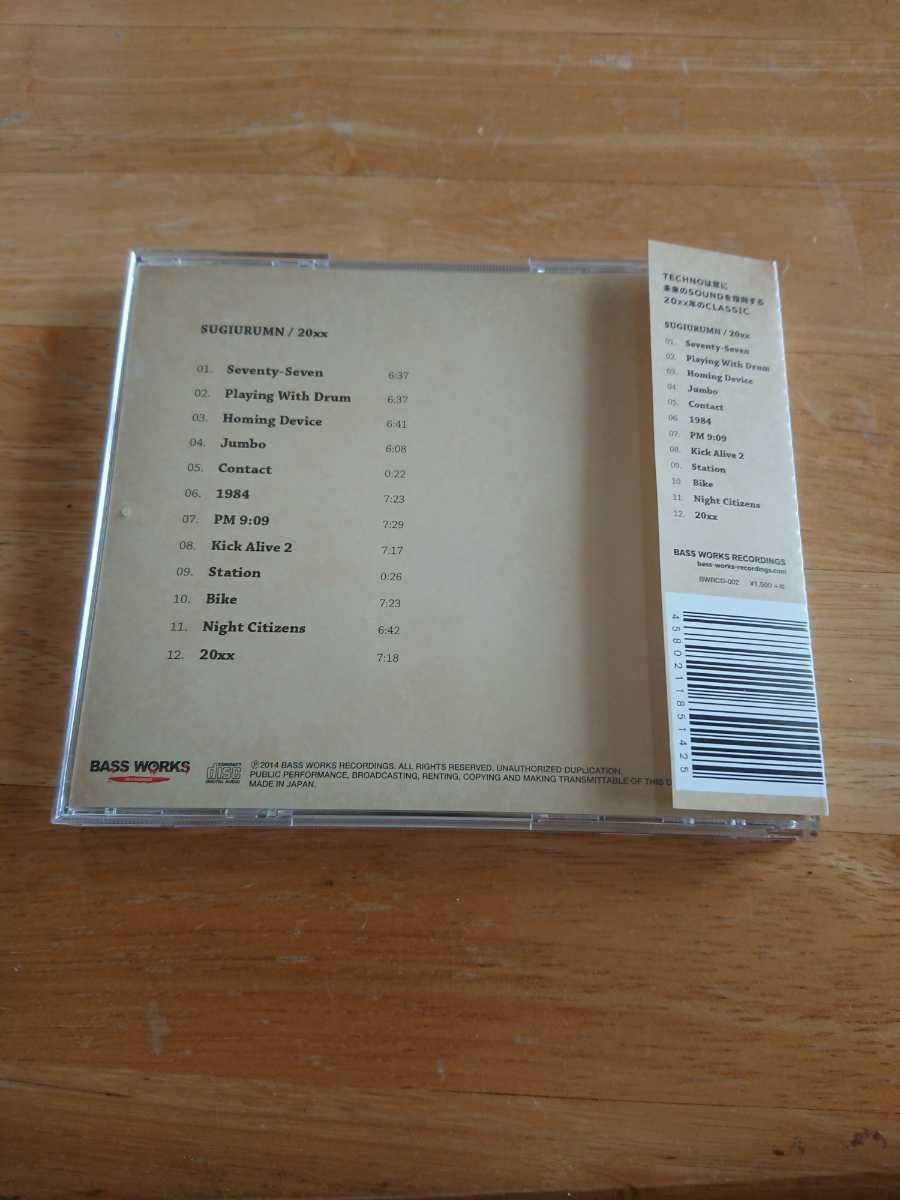 SUGIURUMN / 20xx
01. Seventy-Seven 6:37
02. Playing With Drum 6:37
03. Homing Device 6:41
04. Jumbo 6:08
05. Contact 0:22
06. 1984 7:23
07. PM 9:09 7:29
08. Kick Alive 2 7:17
09. Station 0:26
10. Bike 7:23
11. Night Citizens 6:42
12. 20xx 7:18
BASS WORKS
COMPACT
disc
DIGITAL AUDIO
℗2014 BASS WORKS RECORDINGS. ALL RIGHTS RESERVED. UNAUTHORIZED DUPLICATION,
PUBLIC PERFORMANCE, BROADCASTING, RENTING, COPYING AND MAKING TRANSMITTABLE OF THIS
MADE IN JAPAN.
TECHNOは常に
未来のSOUNDを指向する
20xx年のCLASSIC
SUGIURUMN / 20xx
01. Seventy-Seven
02. Playing With Drum
03. Homing Device
04. Jumbo
05. Contact
06. 1984
07. PM 9:09
08. Kick Alive 2
09. Station
10. Bike
11. Night Citizens
12. 20xx
BASS WORKS RECORDINGS
bass-works-recordings.com
BWRCD-002 ¥1,500+税
4580211851425